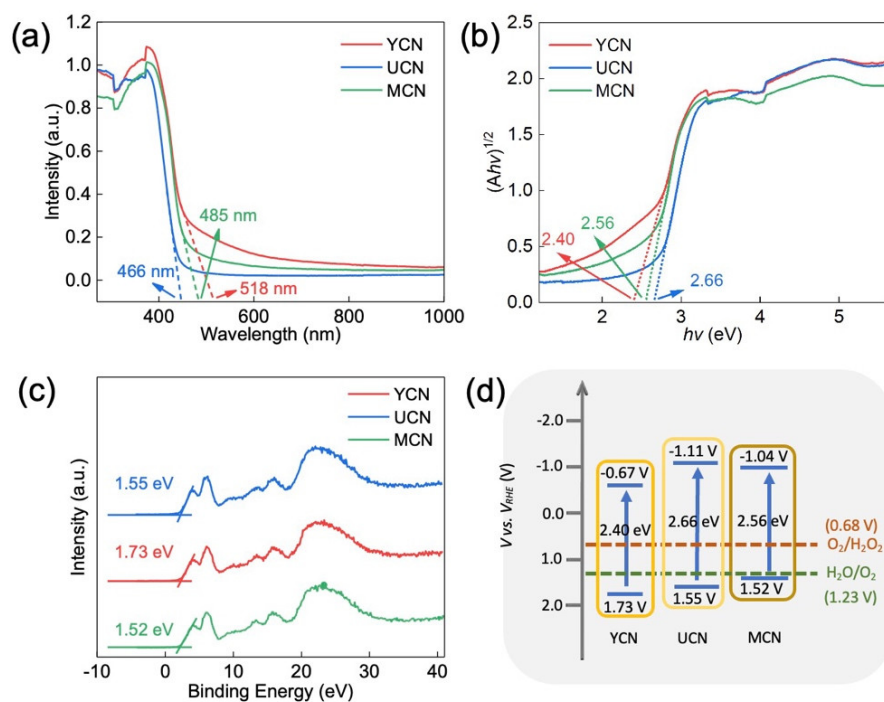 (a)
1.2
1.0
0.8
0.6
0.4
0.2
0.0
Intensity (a.u.)
YCN
UCN
MCN
485 nm
466 nm
518 nm
400
600
800
1000
Wavelength (nm)
(b)
2.5
2.0
1.5
1.0
0.5
0.0
(Ahv)1/2
YCN
UCN
MCN
2.40
2.56
2.66
2
3
4
5
hv (eV)
(c)
Intensity (a.u.)
YCN
UCN
MCN
1.55 eV
1.73 eV
1.52 eV
-10
0
10
20
30
40
Binding Energy (eV)
(d)
V vs. VRHE (V)
-2.0
-1.0
0.0
1.0
2.0
-0.67 V
-1.11 V
-1.04 V
2.40 eV
2.66 eV
2.56 eV
1.73 V
1.55 V
1.52 V
(0.68 V)
O₂/H₂O₂
H₂O/O₂
(1.23 V)
YCN
UCN
MCN